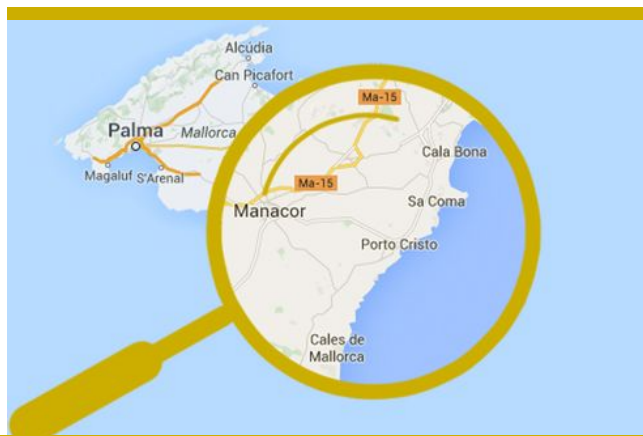 Alcúdia
Can Picafort
Ma-15
Palma
Mallorca
Cala Bona
Magaluf
S'Arenal
Ma-15
Sa Coma
Manacor
Porto Cristo
Cales de
Mallorca